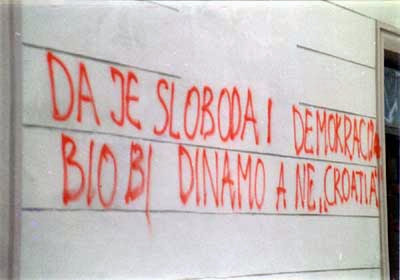 DA JE SLOBODA I DEMOKRACIJA
BIO BI DINAMO A NE „CROATIA"